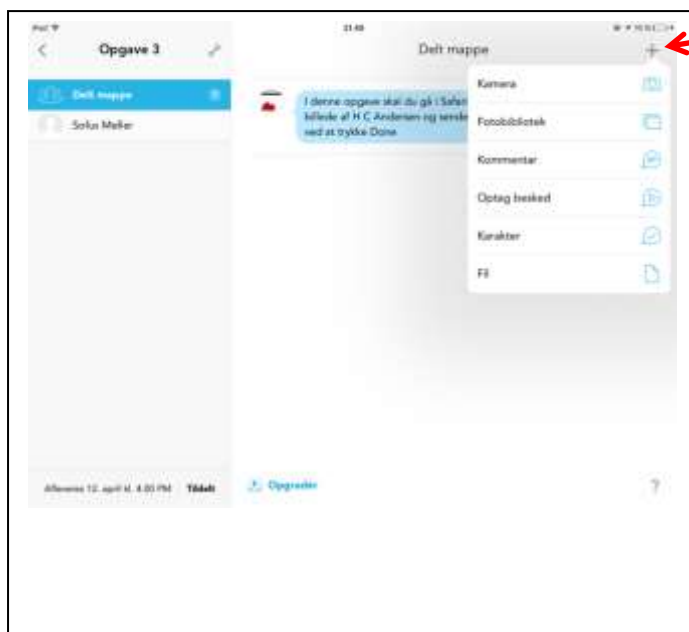 iPad
21.48
Opgave 3
Delt mappe
Delt mappe
Sofus Møller
I denne opgave skal du gå i Safari
billede af H C Andersen og sende
ved at trykke Done
Kamera
Fotobibliotek
Kommentar
Optag besked
Karakter
Fil
Afleveres 12. april kl. 4.00 PM
Tildelt
Opgrader
?